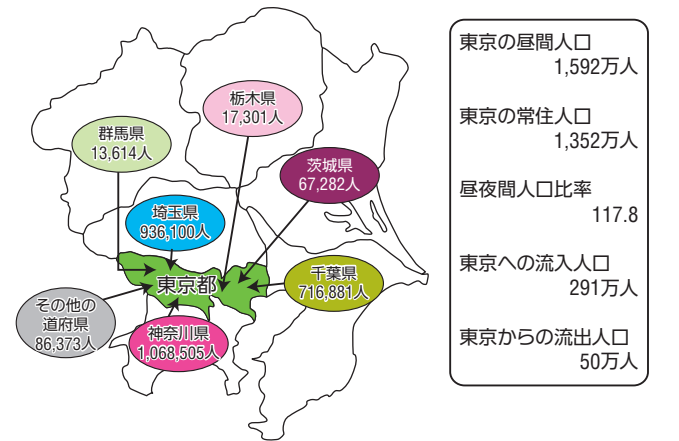 栃木県
17,301人
群馬県
13,614人
茨城県
67,282人
埼玉県
936,100人
千葉県
716,881人
東京都
その他の
道府県
86,373人
神奈川県
1,068,505人
東京の昼間人口
1,592万人
東京の常住人口
1,352万人
昼夜間人口比率
117.8
東京への流入人口
291万人
東京からの流出人口
50万人